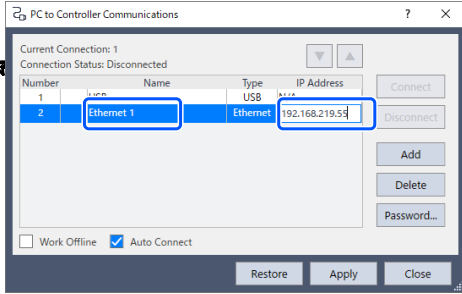 PC to Controller Communications
Current Connection: 1
Connection Status: Disconnected
Number Name Type IP Address
1 USB USB N/A
2 Ethernet 1 Ethernet 192.168.219.55
Connect
Disconnect
Add
Delete
Password...
Work Offline Auto Connect
Restore Apply Close